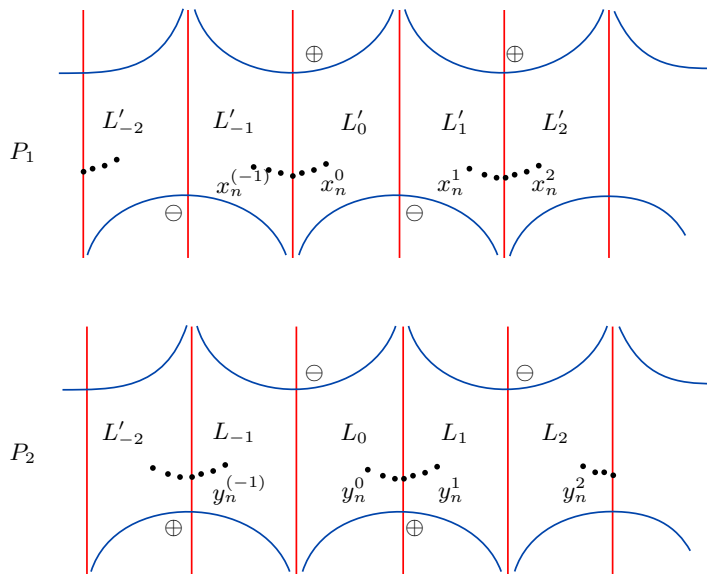 ⊕ ⊕
L'_{-2} L'_{-1} L'_0 L'_1 L'_2
P_1
x_n^{(-1)} x_n^0 x_n^1 x_n^2
⊖ ⊖
⊖ ⊖
L'_{-2} L_{-1} L_0 L_1 L_2
P_2
y_n^{(-1)} y_n^0 y_n^1 y_n^2
⊕ ⊕